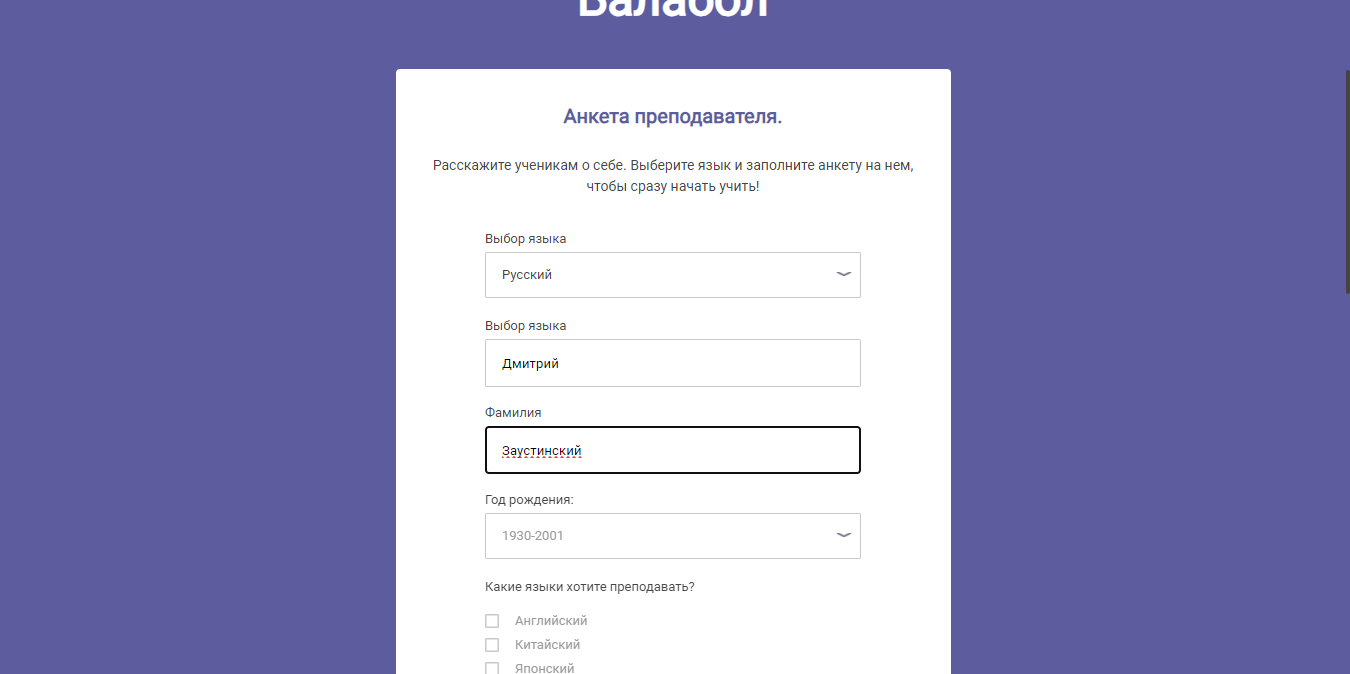 Балабол
Анкета преподавателя.
Расскажите ученикам о себе. Выберите язык и заполните анкету на нем,
чтобы сразу начать учить!
Выбор языка
Русский
Выбор языка
Дмитрий
Фамилия
Заустинский
Год рождения:
1930-2001
Какие языки хотите преподавать?
Английский
Китайский
Японский